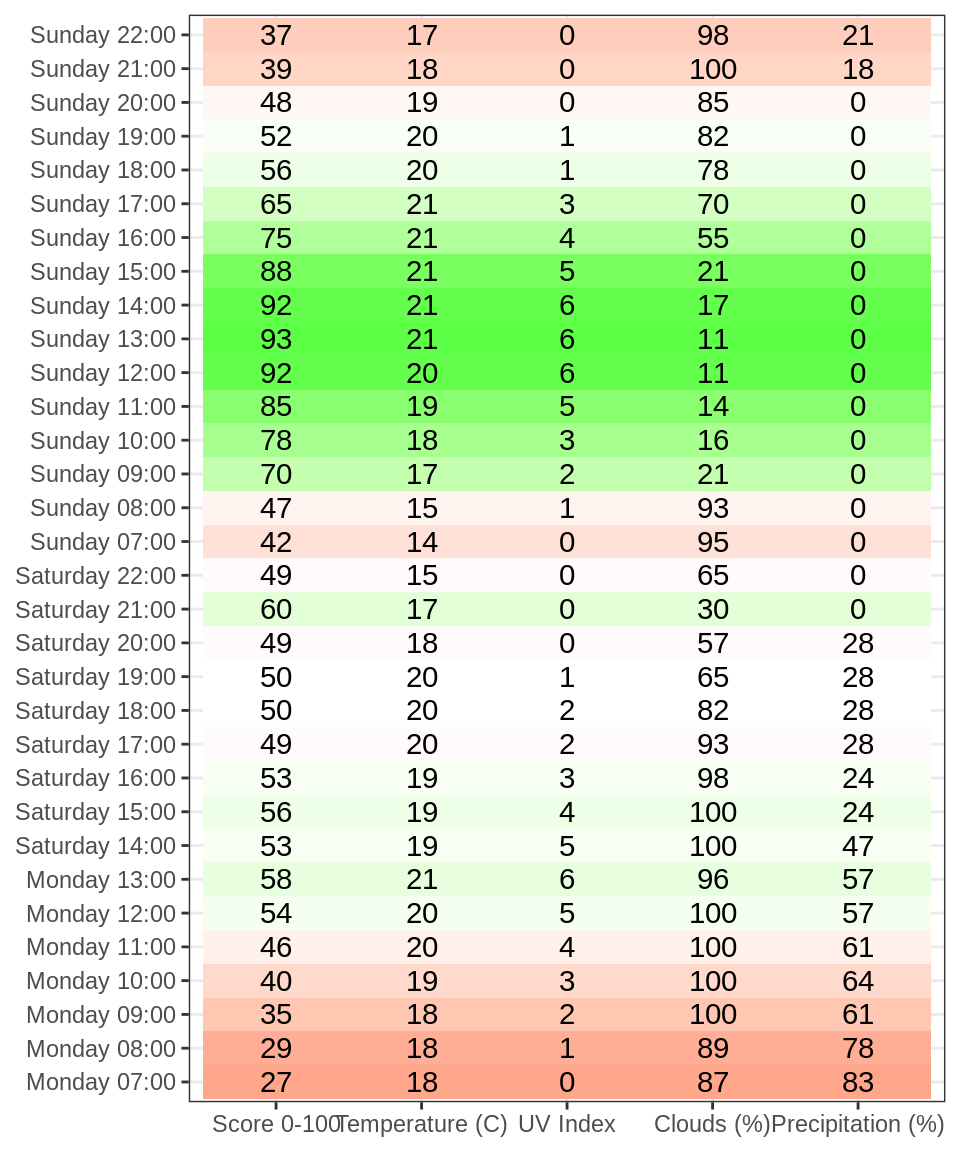 Sunday 22:00 37 17 0 98 21
Sunday 21:00 39 18 0 100 18
Sunday 20:00 48 19 0 85 0
Sunday 19:00 52 20 1 82 0
Sunday 18:00 56 20 1 78 0
Sunday 17:00 65 21 3 70 0
Sunday 16:00 75 21 4 55 0
Sunday 15:00 88 21 5 21 0
Sunday 14:00 92 21 6 17 0
Sunday 13:00 93 21 6 11 0
Sunday 12:00 92 20 6 11 0
Sunday 11:00 85 19 5 14 0
Sunday 10:00 78 18 3 16 0
Sunday 09:00 70 17 2 21 0
Sunday 08:00 47 15 1 93 0
Sunday 07:00 42 14 0 95 0
Saturday 22:00 49 15 0 65 0
Saturday 21:00 60 17 0 30 0
Saturday 20:00 49 18 0 57 28
Saturday 19:00 50 20 1 65 28
Saturday 18:00 50 20 2 82 28
Saturday 17:00 49 20 2 93 28
Saturday 16:00 53 19 3 98 24
Saturday 15:00 56 19 4 100 24
Saturday 14:00 53 19 5 100 47
Monday 13:00 58 21 6 96 57
Monday 12:00 54 20 5 100 57
Monday 11:00 46 20 4 100 61
Monday 10:00 40 19 3 100 64
Monday 09:00 35 18 2 100 61
Monday 08:00 29 18 1 89 78
Monday 07:00 27 18 0 87 83
Score 0-100 Temperature (C) UV Index Clouds (%) Precipitation (%)